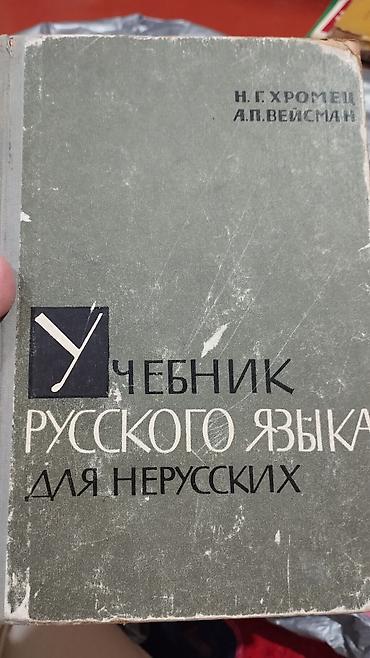 Н. Г. ХРОМЕЦ
А. П. ВЕЙСМАН
УЧЕБНИК
РУССКОГО ЯЗЫКА
ДЛЯ НЕРУССКИХ